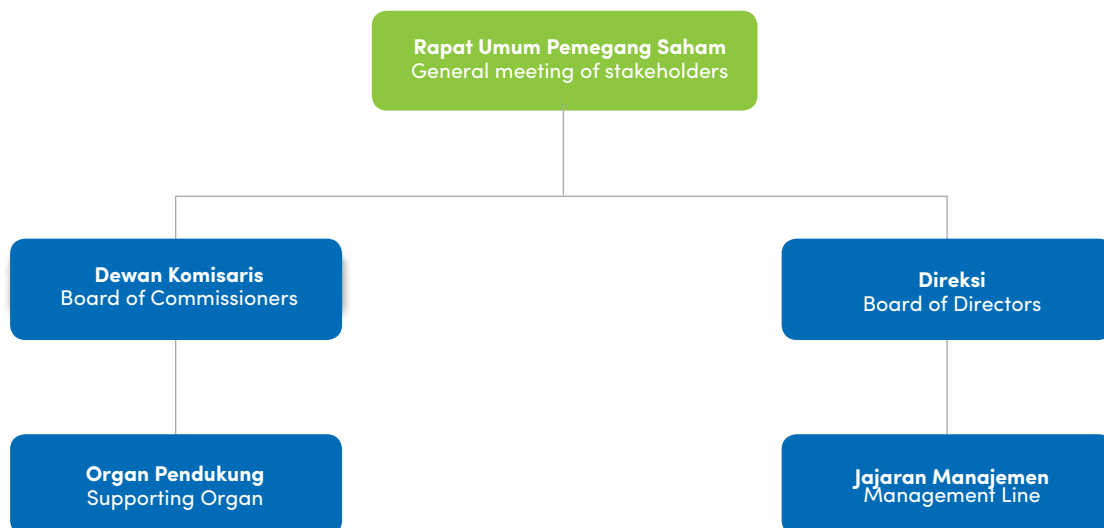 Rapat Umum Pemegang Saham
General meeting of stakeholders
Dewan Komisaris
Board of Commissioners
Direksi
Board of Directors
Organ Pendukung
Supporting Organ
Jajaran Manajemen
Management Line